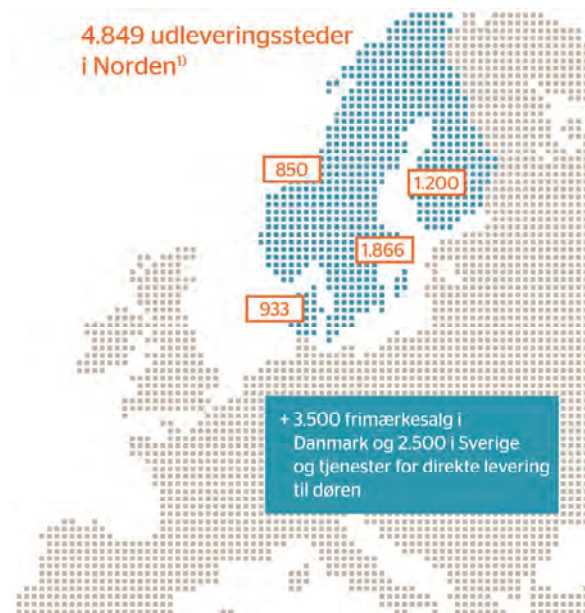 4.849 udleveringssteder
i Norden¹⁾
850
1.200
1.866
933
+ 3.500 frimærkesalg i
Danmark og 2.500 i Sverige
og tjenester for direkte levering
til døren